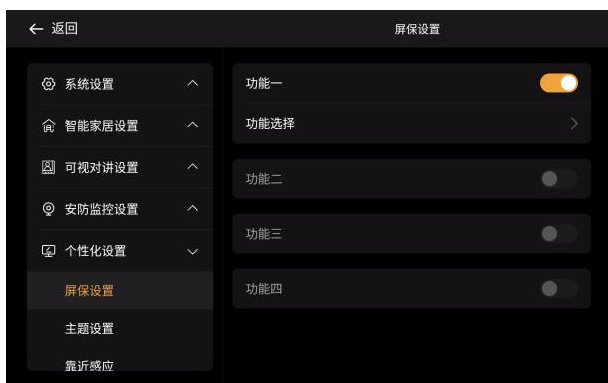 返回
屏保设置
系统设置
智能家居设置
可视对讲设置
安防监控设置
个性化设置
屏保设置
主题设置
靠近感应
功能一
功能选择
功能二
功能三
功能四